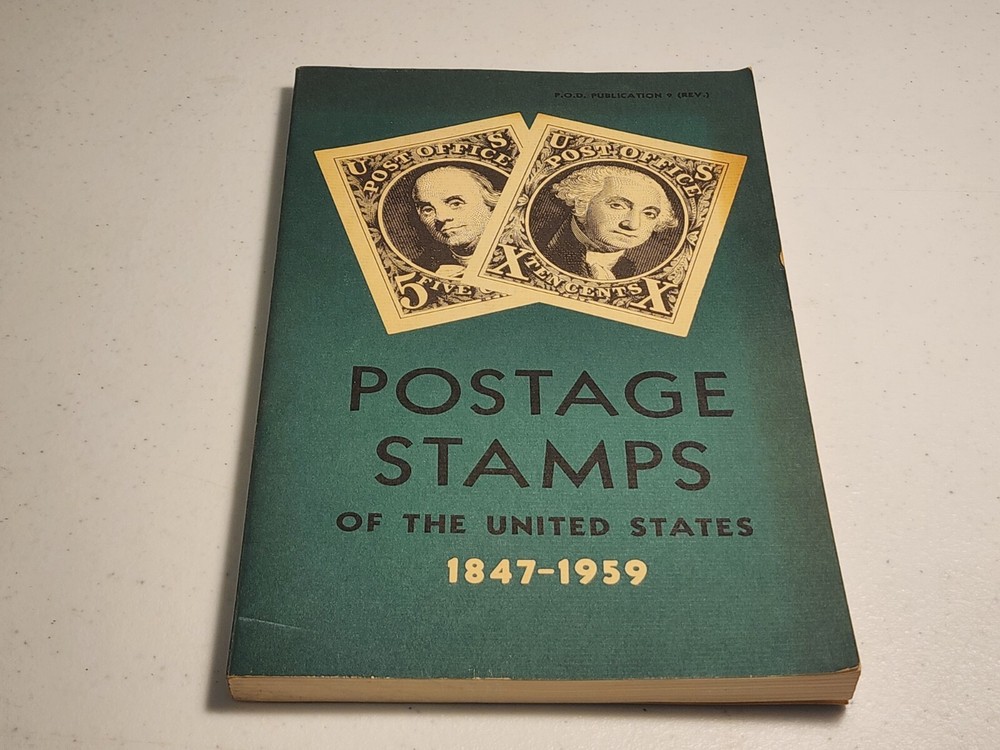 P.O.D. PUBLICATION 9 (REV.)
U S
POST OFFICE
5 FIVE
U S
POST OFFICE
X TEN CENTS X
POSTAGE
STAMPS
OF THE UNITED STATES
1847-1959